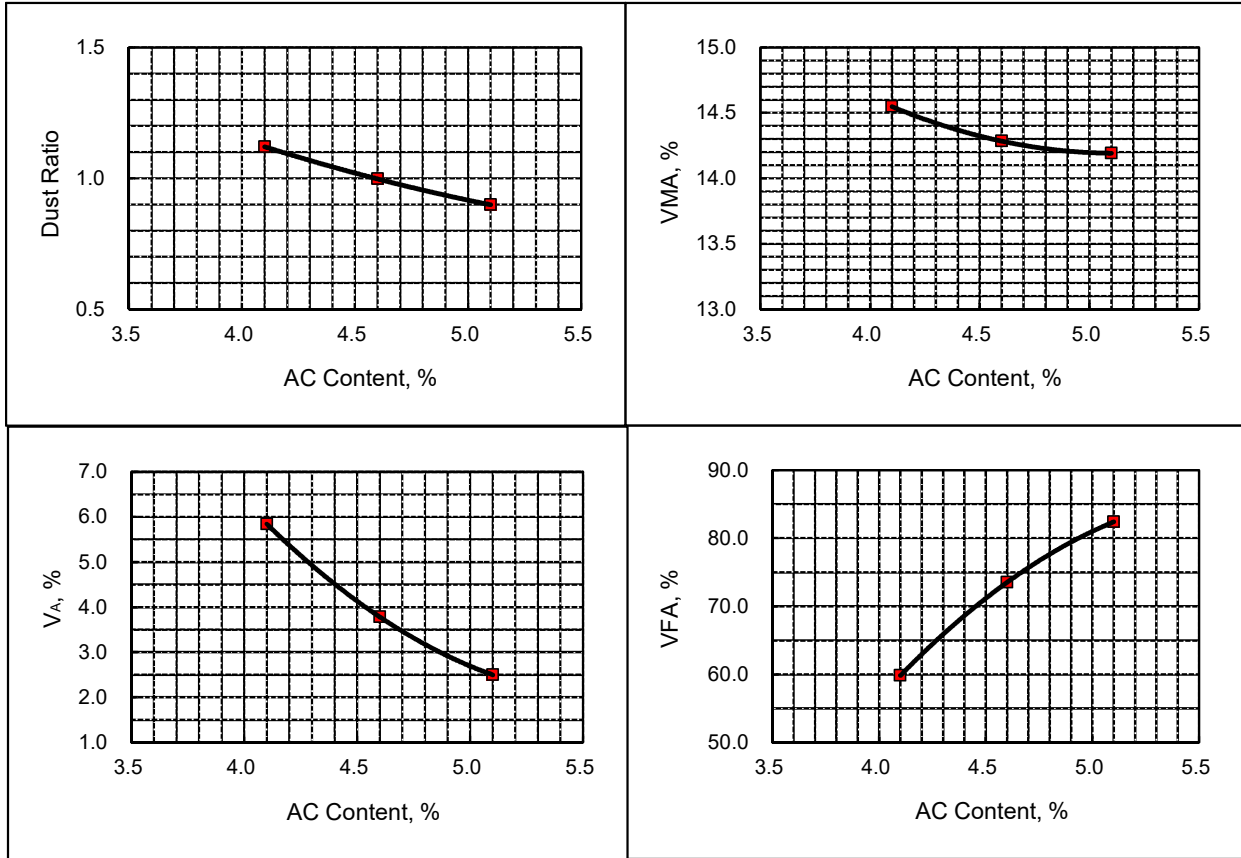 1.5
1.0
0.5
Dust Ratio
3.5 4.0 4.5 5.0 5.5
AC Content, %
15.0
14.5
14.0
13.5
13.0
VMA, %
3.5 4.0 4.5 5.0 5.5
AC Content, %
7.0
6.0
5.0
4.0
3.0
2.0
1.0
VA, %
3.5 4.0 4.5 5.0 5.5
AC Content, %
90.0
80.0
70.0
60.0
50.0
VFA, %
3.5 4.0 4.5 5.0 5.5
AC Content, %